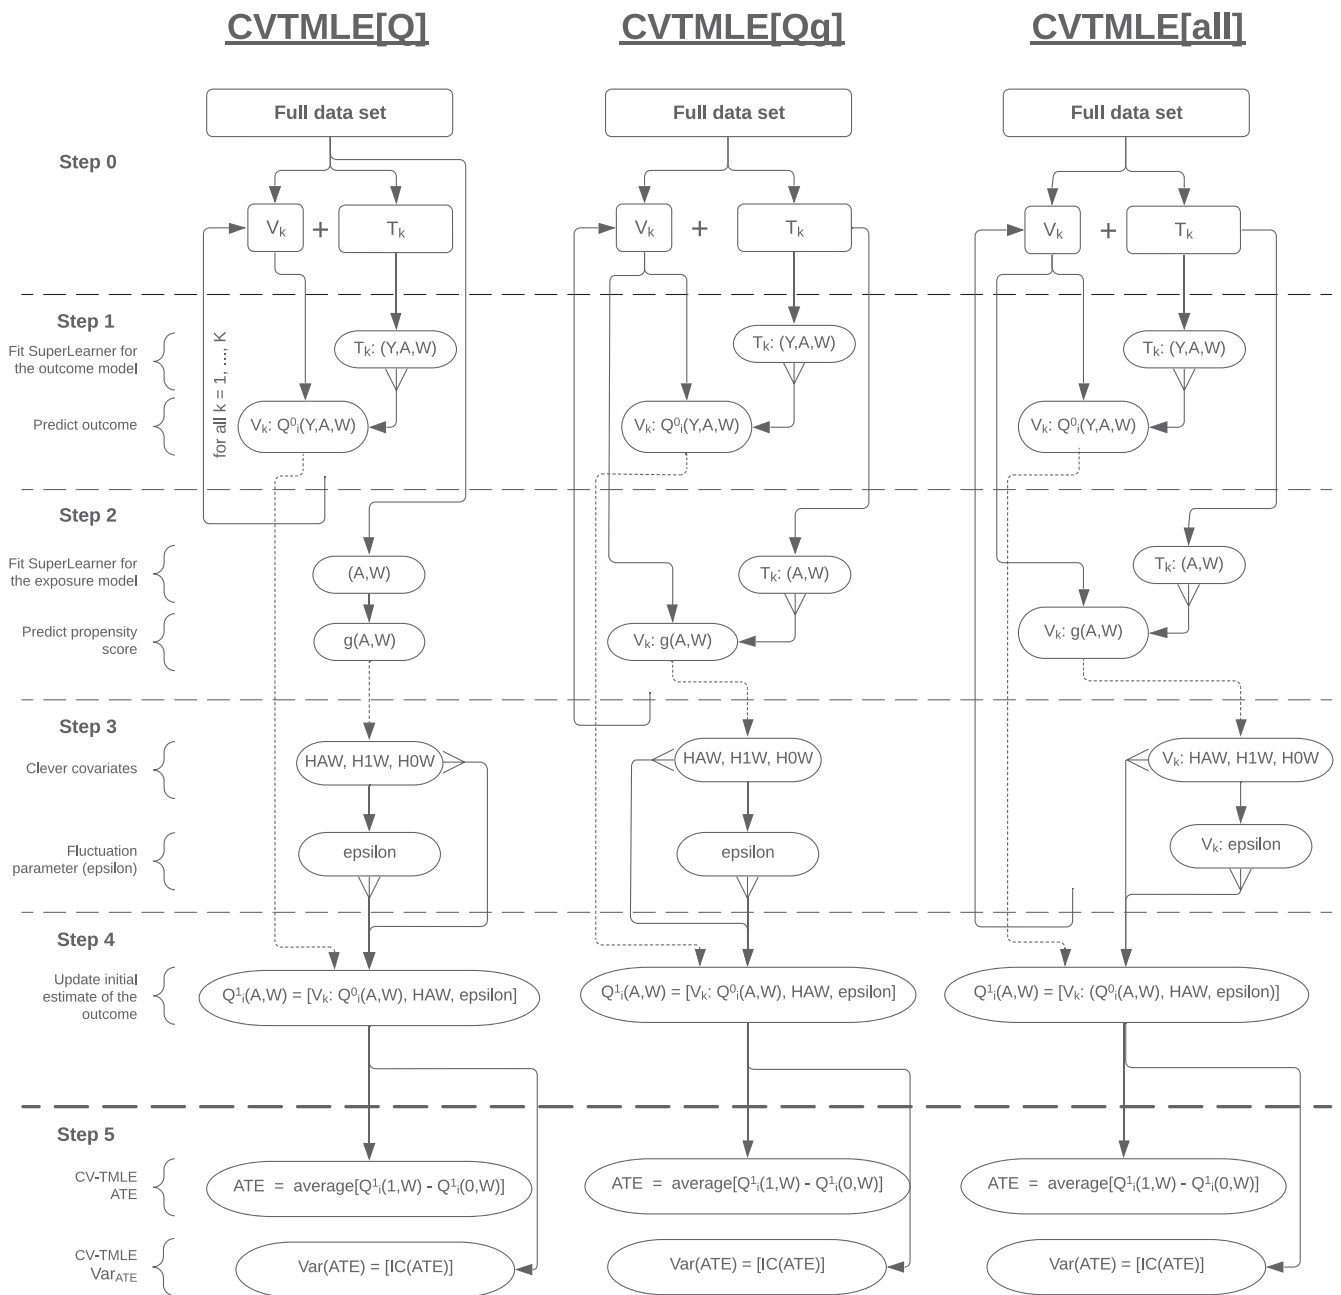 CVTMLE[Q]
CVTMLE[Qg]
CVTMLE[all]
Full data set
Full data set
Full data set
Step 0
Vk + Tk
Vk + Tk
Vk + Tk
Step 1
Fit SuperLearner for
the outcome model
Tk: (Y,A,W)
Tk: (Y,A,W)
Tk: (Y,A,W)
for all k = 1, ..., K
Predict outcome
Vk: Q⁰i(Y,A,W)
Vk: Q⁰i(Y,A,W)
Vk: Q⁰i(Y,A,W)
Step 2
Fit SuperLearner for
the exposure model
(A,W)
Tk: (A,W)
Tk: (A,W)
Predict propensity
score
g(A,W)
Vk: g(A,W)
Vk: g(A,W)
Step 3
Clever covariates
HAW, H1W, H0W
HAW, H1W, H0W
Vk: HAW, H1W, H0W
Fluctuation
parameter (epsilon)
epsilon
epsilon
Vk: epsilon
Step 4
Update initial
estimate of the
outcome
Q¹i(A,W) = [Vk: Q⁰i(A,W), HAW, epsilon]
Q¹i(A,W) = [Vk: Q⁰i(A,W), HAW, epsilon]
Q¹i(A,W) = [Vk: (Q⁰i(A,W), HAW, epsilon)]
Step 5
CV-TMLE
ATE
ATE = average[Q¹i(1,W) - Q¹i(0,W)]
ATE = average[Q¹i(1,W) - Q¹i(0,W)]
ATE = average[Q¹i(1,W) - Q¹i(0,W)]
CV-TMLE
VarATE
Var(ATE) = [IC(ATE)]
Var(ATE) = [IC(ATE)]
Var(ATE) = [IC(ATE)]